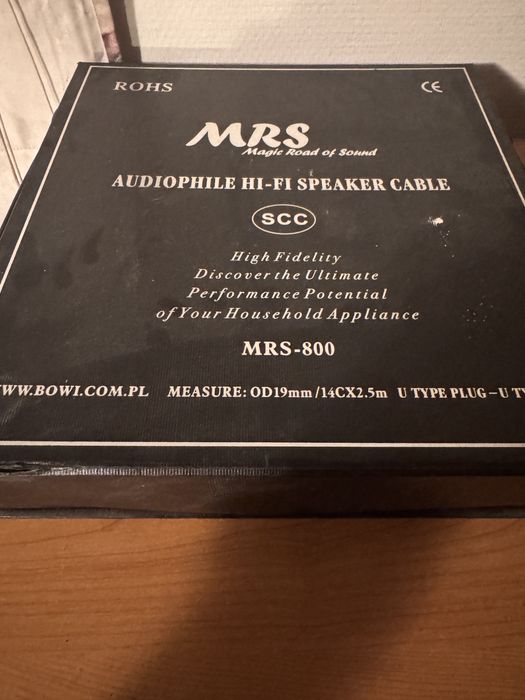 ROHS CE
MRS
Magic Road of Sound
AUDIOPHILE HI-FI SPEAKER CABLE
SCC
High Fidelity
Discover the Ultimate
Performance Potential
of Your Household Appliance
MRS-800
WWW.BOWI.COM.PL MEASURE: OD19mm/14CX2.5m U TYPE PLUG-U TY